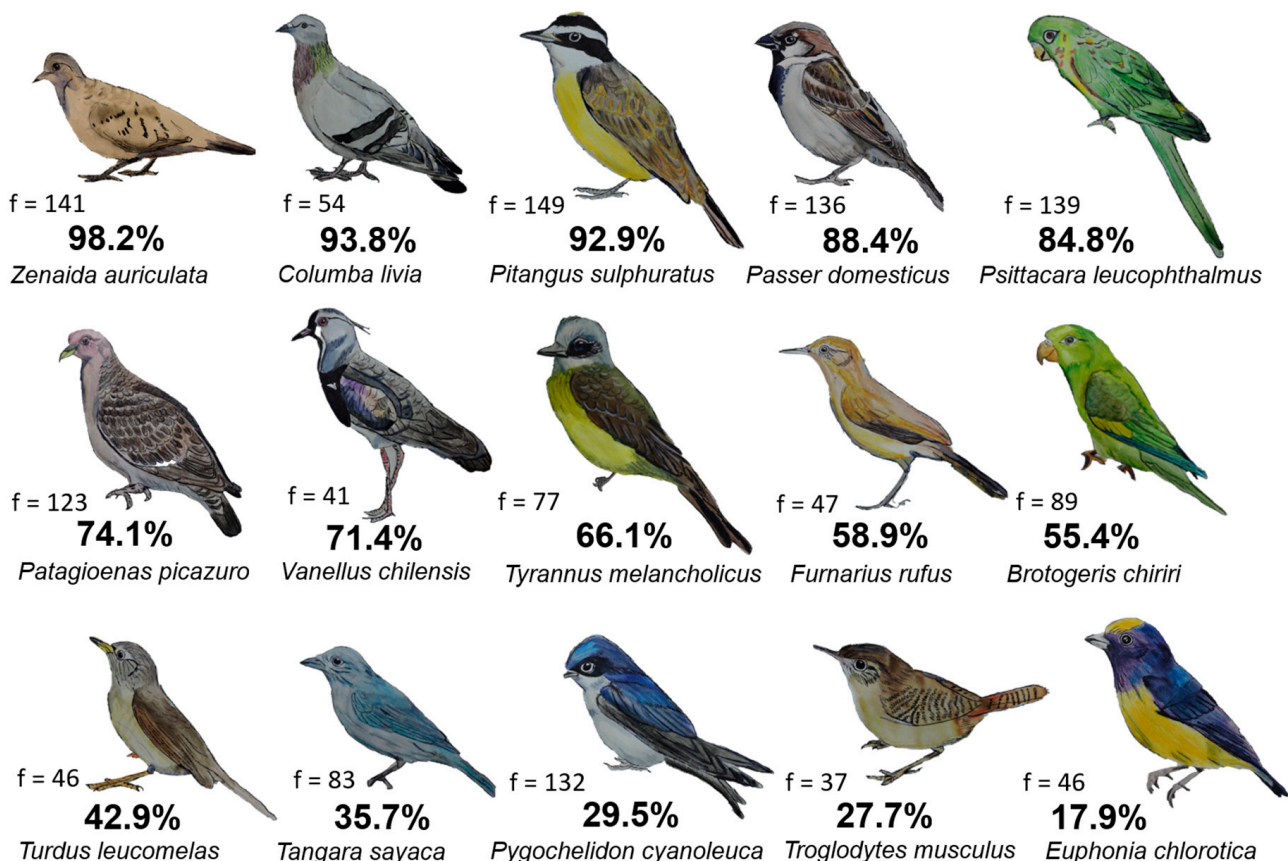 f = 141
98.2%
Zenaida auriculata
f = 54
93.8%
Columba livia
f = 149
92.9%
Pitangus sulphuratus
f = 136
88.4%
Passer domesticus
f = 139
84.8%
Psittacara leucophthalmus
f = 123
74.1%
Patagioenas picazuro
f = 41
71.4%
Vanellus chilensis
f = 77
66.1%
Tyrannus melancholicus
f = 47
58.9%
Furnarius rufus
f = 89
55.4%
Brotogeris chiriri
f = 46
42.9%
Turdus leucomelas
f = 83
35.7%
Tangara sayaca
f = 132
29.5%
Pygochelidon cyanoleuca
f = 37
27.7%
Troglodytes musculus
f = 46
17.9%
Euphonia chlorotica